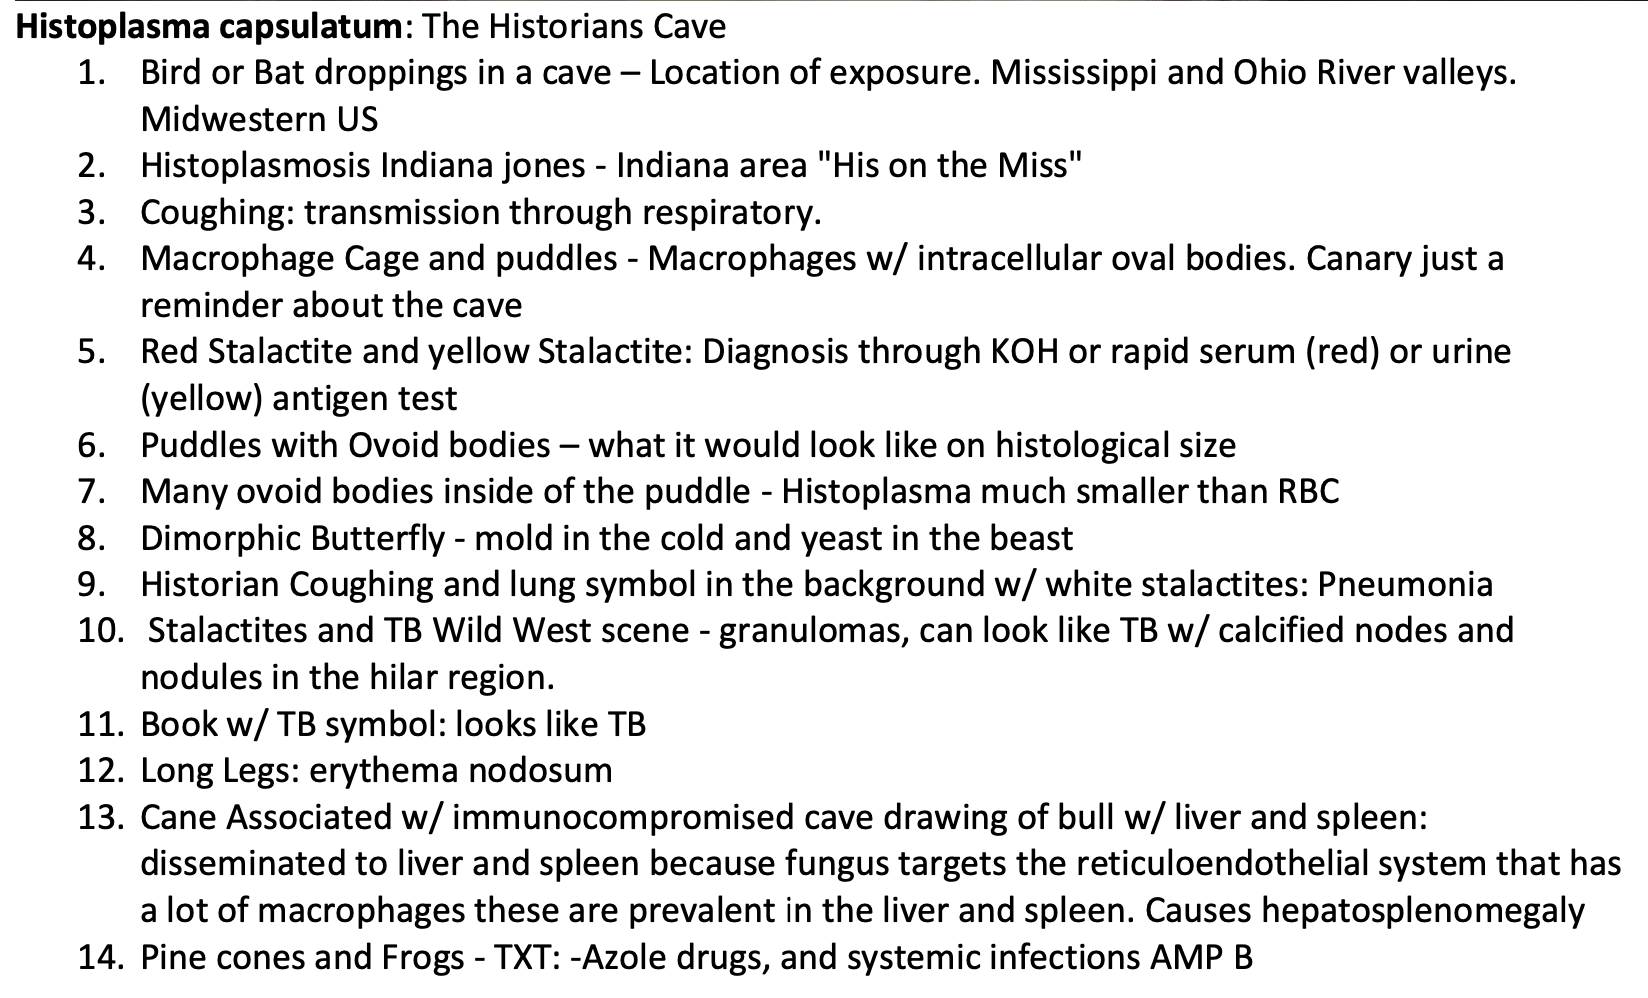 Histoplasma capsulatum: The Historians Cave
1. Bird or Bat droppings in a cave – Location of exposure. Mississippi and Ohio River valleys.
Midwestern US
2. Histoplasmosis Indiana jones - Indiana area "His on the Miss"
3. Coughing: transmission through respiratory.
4. Macrophage Cage and puddles - Macrophages w/ intracellular oval bodies. Canary just a
reminder about the cave
5. Red Stalactite and yellow Stalactite: Diagnosis through KOH or rapid serum (red) or urine
(yellow) antigen test
6. Puddles with Ovoid bodies – what it would look like on histological size
7. Many ovoid bodies inside of the puddle - Histoplasma much smaller than RBC
8. Dimorphic Butterfly - mold in the cold and yeast in the beast
9. Historian Coughing and lung symbol in the background w/ white stalactites: Pneumonia
10. Stalactites and TB Wild West scene - granulomas, can look like TB w/ calcified nodes and
nodules in the hilar region.
11. Book w/ TB symbol: looks like TB
12. Long Legs: erythema nodosum
13. Cane Associated w/ immunocompromised cave drawing of bull w/ liver and spleen:
disseminated to liver and spleen because fungus targets the reticuloendothelial system that has
a lot of macrophages these are prevalent in the liver and spleen. Causes hepatosplenomegaly
14. Pine cones and Frogs - TXT: -Azole drugs, and systemic infections AMP B